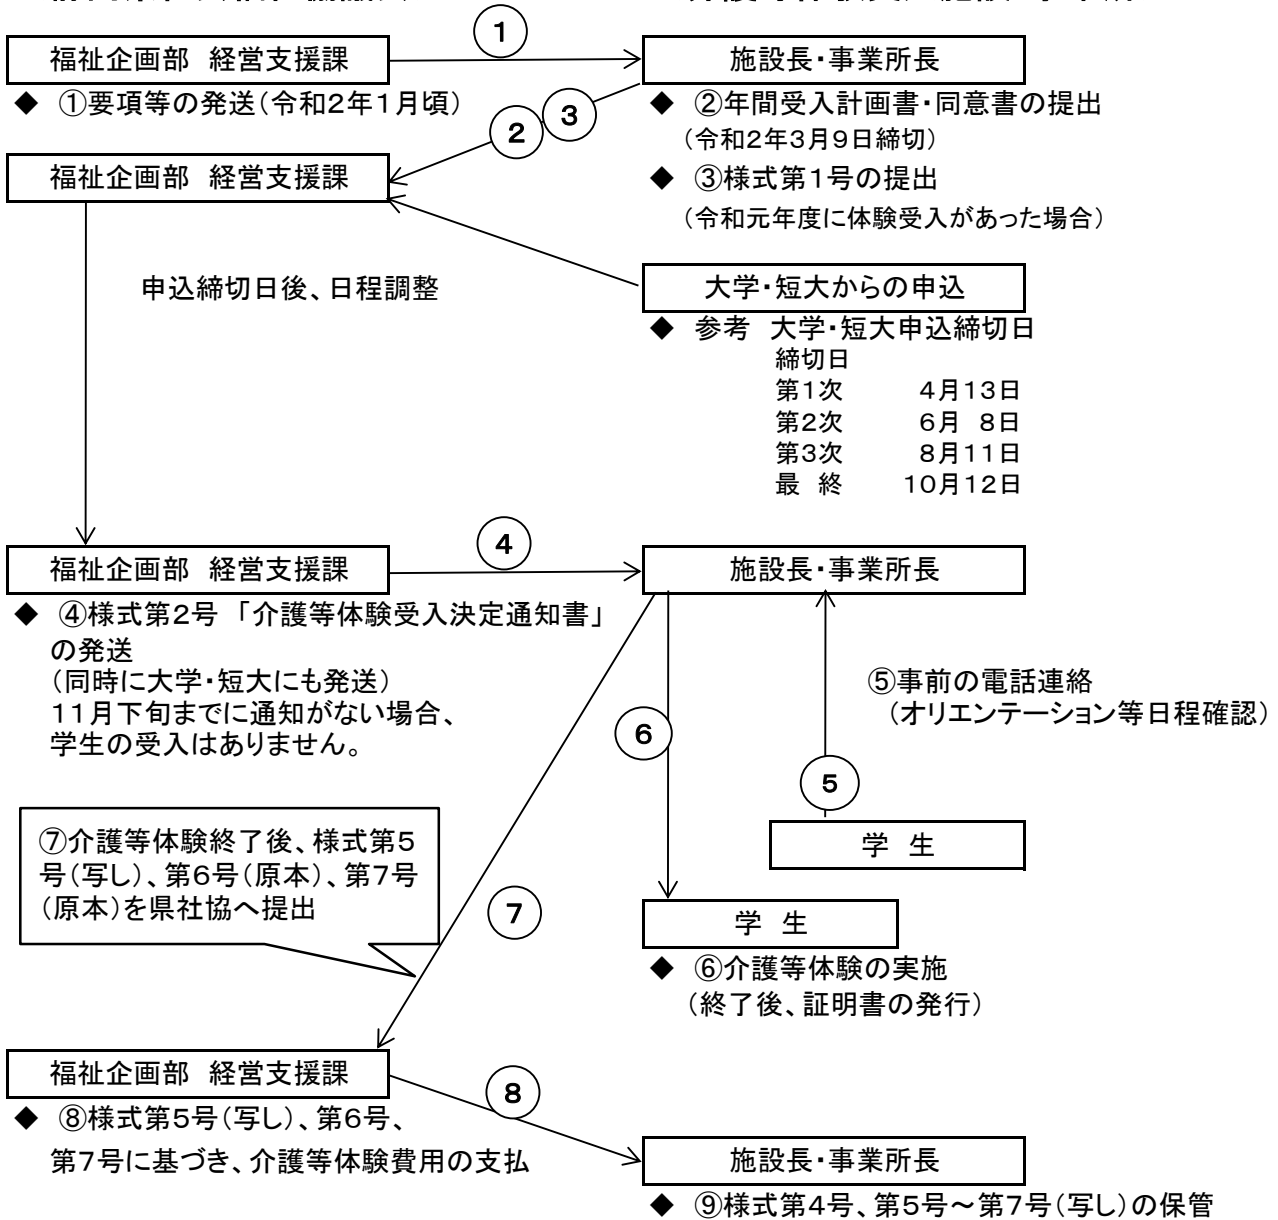 ①
福祉企画部 経営支援課
施設長・事業所長
◆ ①要項等の発送(令和2年1月頃)
② ③
◆ ②年間受入計画書・同意書の提出
(令和2年3月9日締切)
福祉企画部 経営支援課
◆ ③様式第1号の提出
(令和元年度に体験受入があった場合)
申込締切日後、日程調整
大学・短大からの申込
◆ 参考 大学・短大申込締切日
締切日
第1次 4月13日
第2次 6月 8日
第3次 8月11日
最 終 10月12日
④
福祉企画部 経営支援課
施設長・事業所長
◆ ④様式第2号 「介護等体験受入決定通知書」
の発送
(同時に大学・短大にも発送)
11月下旬までに通知がない場合、
学生の受入はありません。
⑤事前の電話連絡
(オリエンテーション等日程確認)
⑥
⑤
学 生
⑦介護等体験終了後、様式第5
号(写し)、第6号(原本)、第7号
(原本)を県社協へ提出
⑦
学 生
◆ ⑥介護等体験の実施
(終了後、証明書の発行)
福祉企画部 経営支援課
⑧
◆ ⑧様式第5号(写し)、第6号、
第7号に基づき、介護等体験費用の支払
施設長・事業所長
◆ ⑨様式第4号、第5号~第7号(写し)の保管